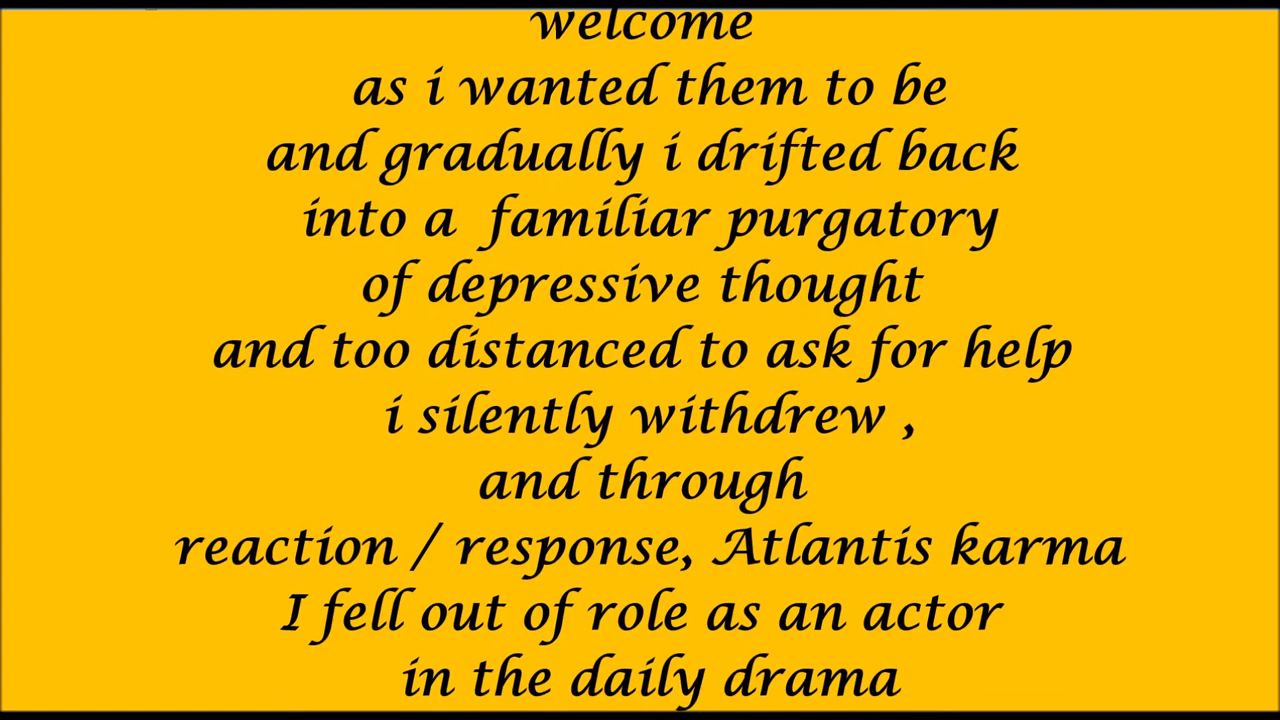 welcome
as i wanted them to be
and gradually i drifted back
into a  familiar purgatory
of depressive thought
and too distanced to ask for help
i silently withdrew ,
and through
reaction / response, Atlantis karma
I fell out of role as an actor
in the daily drama